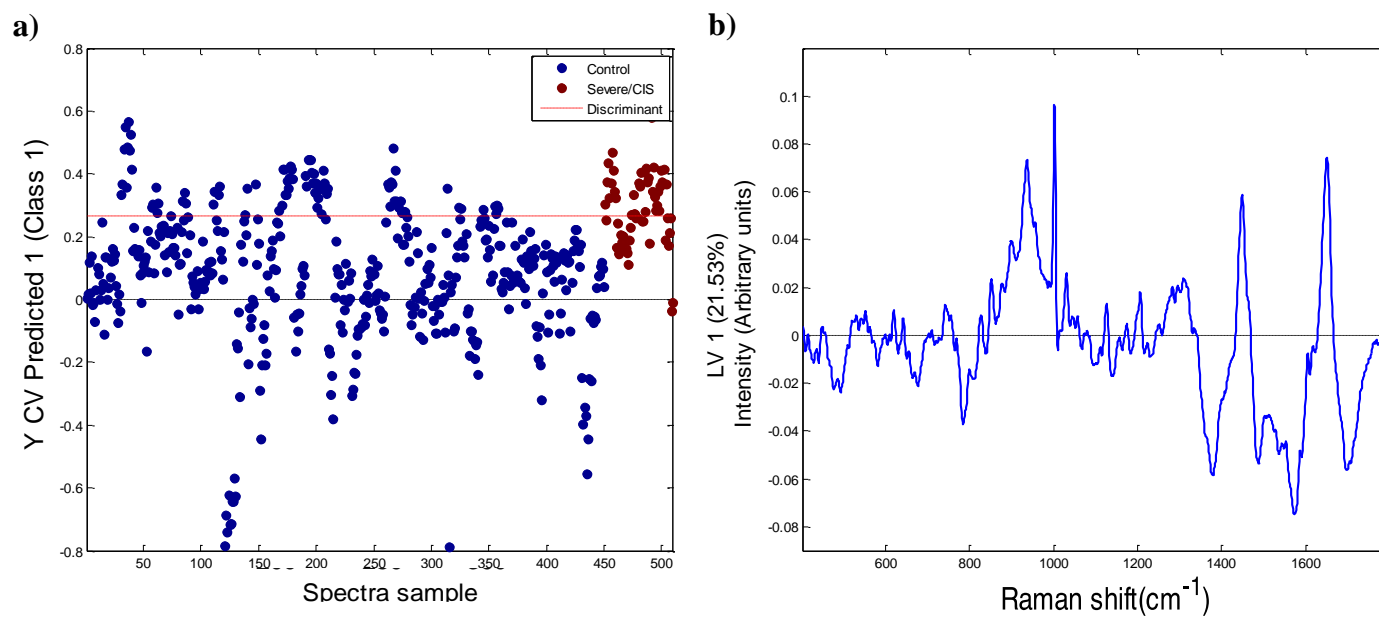 a)
Y CV Predicted 1 (Class 1)
0.8
0.6
0.4
0.2
0
-0.2
-0.4
-0.6
-0.8
Control
Severe/CIS
Discriminant
50 100 150 200 250 300 350 400 450 500
Spectra sample
b)
LV 1 (21.53%)
Intensity (Arbitrary units)
0.1
0.08
0.06
0.04
0.02
0
-0.02
-0.04
-0.06
-0.08
600 800 1000 1200 1400 1600
Raman shift(cm⁻¹)